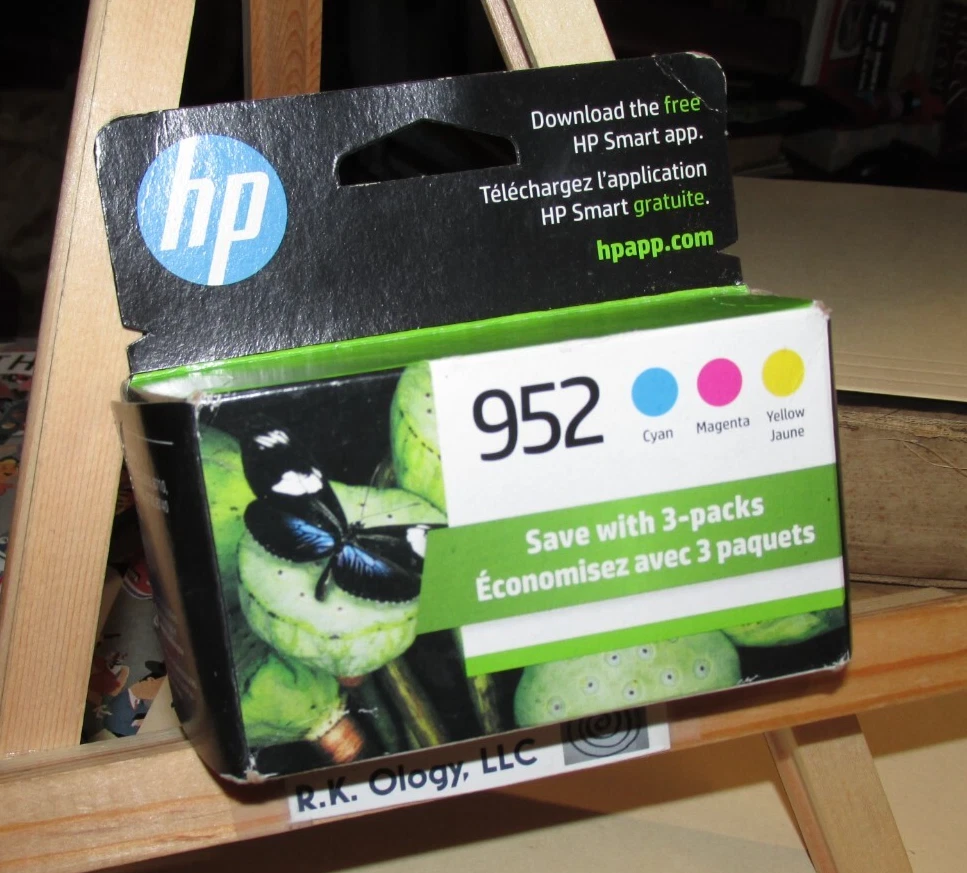 hp
Download the free
HP Smart app.
Téléchargez l'application
HP Smart gratuite.
hpapp.com
952
Cyan
Magenta
Yellow
Jaune
Save with 3-packs
Économisez avec 3 paquets
R.K. Ology, LLC